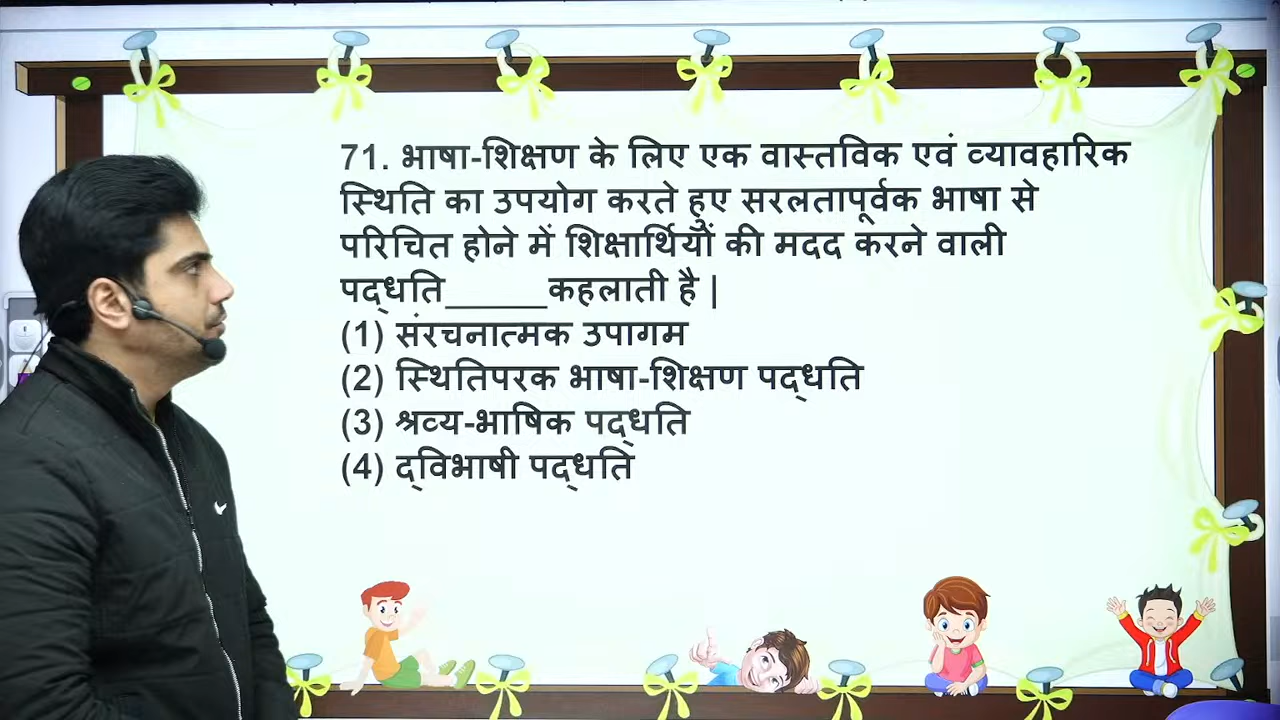 71. भाषा-शिक्षण के लिए एक वास्तविक एवं व्यावहारिक
स्थिति का उपयोग करते हुए सरलतापूर्वक भाषा से
परिचित होने में शिक्षार्थियों की मदद करने वाली
पद्धति______कहलाती है |
(1) संरचनात्मक उपागम
(2) स्थितिपरक भाषा-शिक्षण पद्धति
(3) श्रव्य-भाषिक पद्धति
(4) द्विभाषी पद्धति